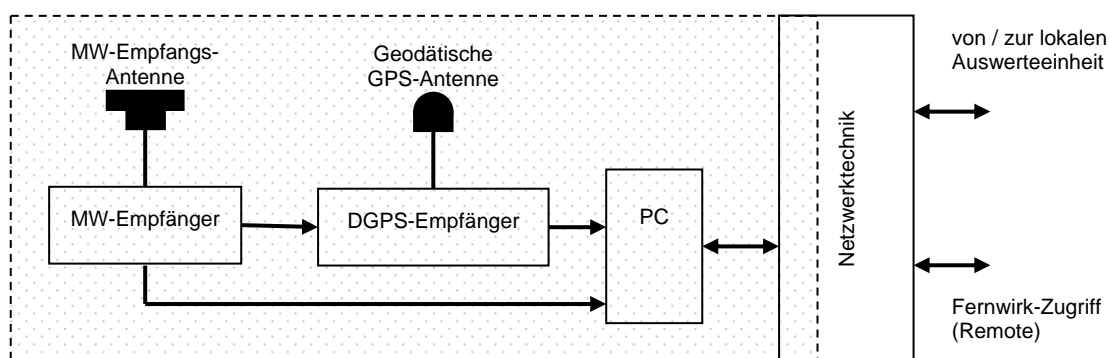 MW-Empfangs-
Antenne
Geodätische
GPS-Antenne
von / zur lokalen
Auswerteeinheit
MW-Empfänger
DGPS-Empfänger
PC
Netzwerktechnik
Fernwirk-Zugriff
(Remote)